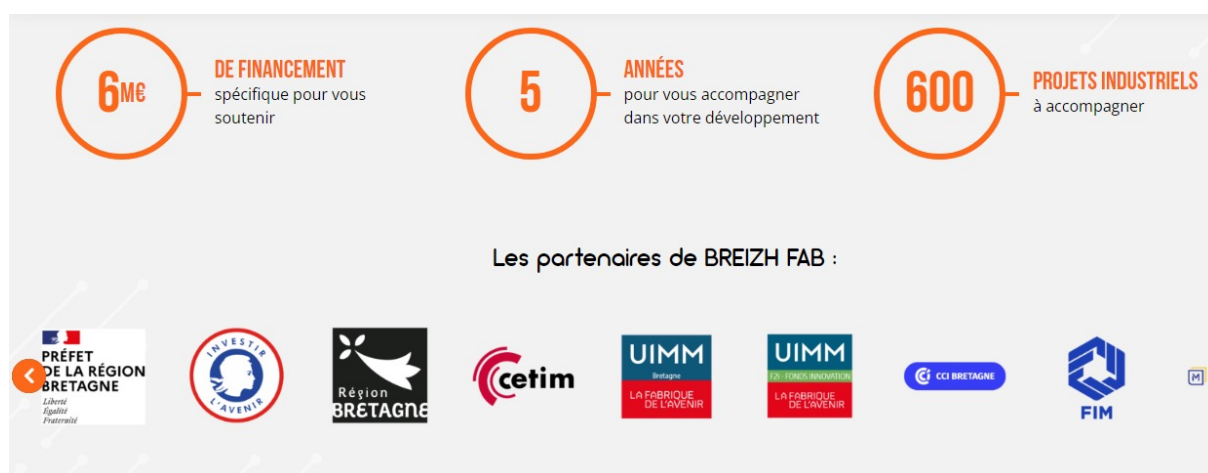 6M€
DE FINANCEMENT
spécifique pour vous
soutenir
5
ANNÉES
pour vous accompagner
dans votre développement
600
PROJETS INDUSTRIELS
à accompagner
Les partenaires de BREIZH FAB :
PRÉFET
DE LA RÉGION
BRETAGNE
Liberté
Égalité
Fraternité
INVESTIR
L'AVENIR
Région
BRETAGNE
cetim
UIMM
Bretagne
LA FABRIQUE
DE L'AVENIR
UIMM
F2I - FONDS INNOVATION
LA FABRIQUE
DE L'AVENIR
CCI BRETAGNE
FIM
M